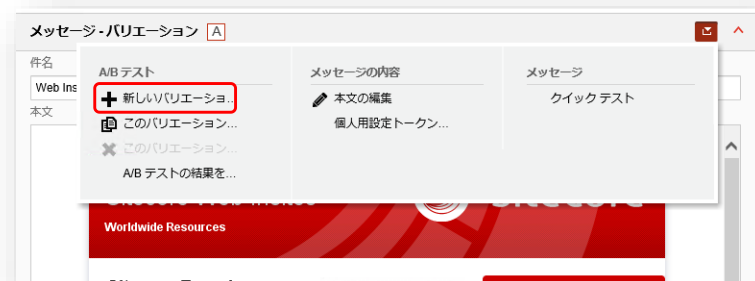 メッセージ - バリエーション A
件名
Web Ins
本文
A/B テスト
新しいバリエーショ...
このバリエーション...
このバリエーション...
A/B テストの結果を...
メッセージの内容
本文の編集
個人用設定トークン...
メッセージ
クイック テスト
Worldwide Resources